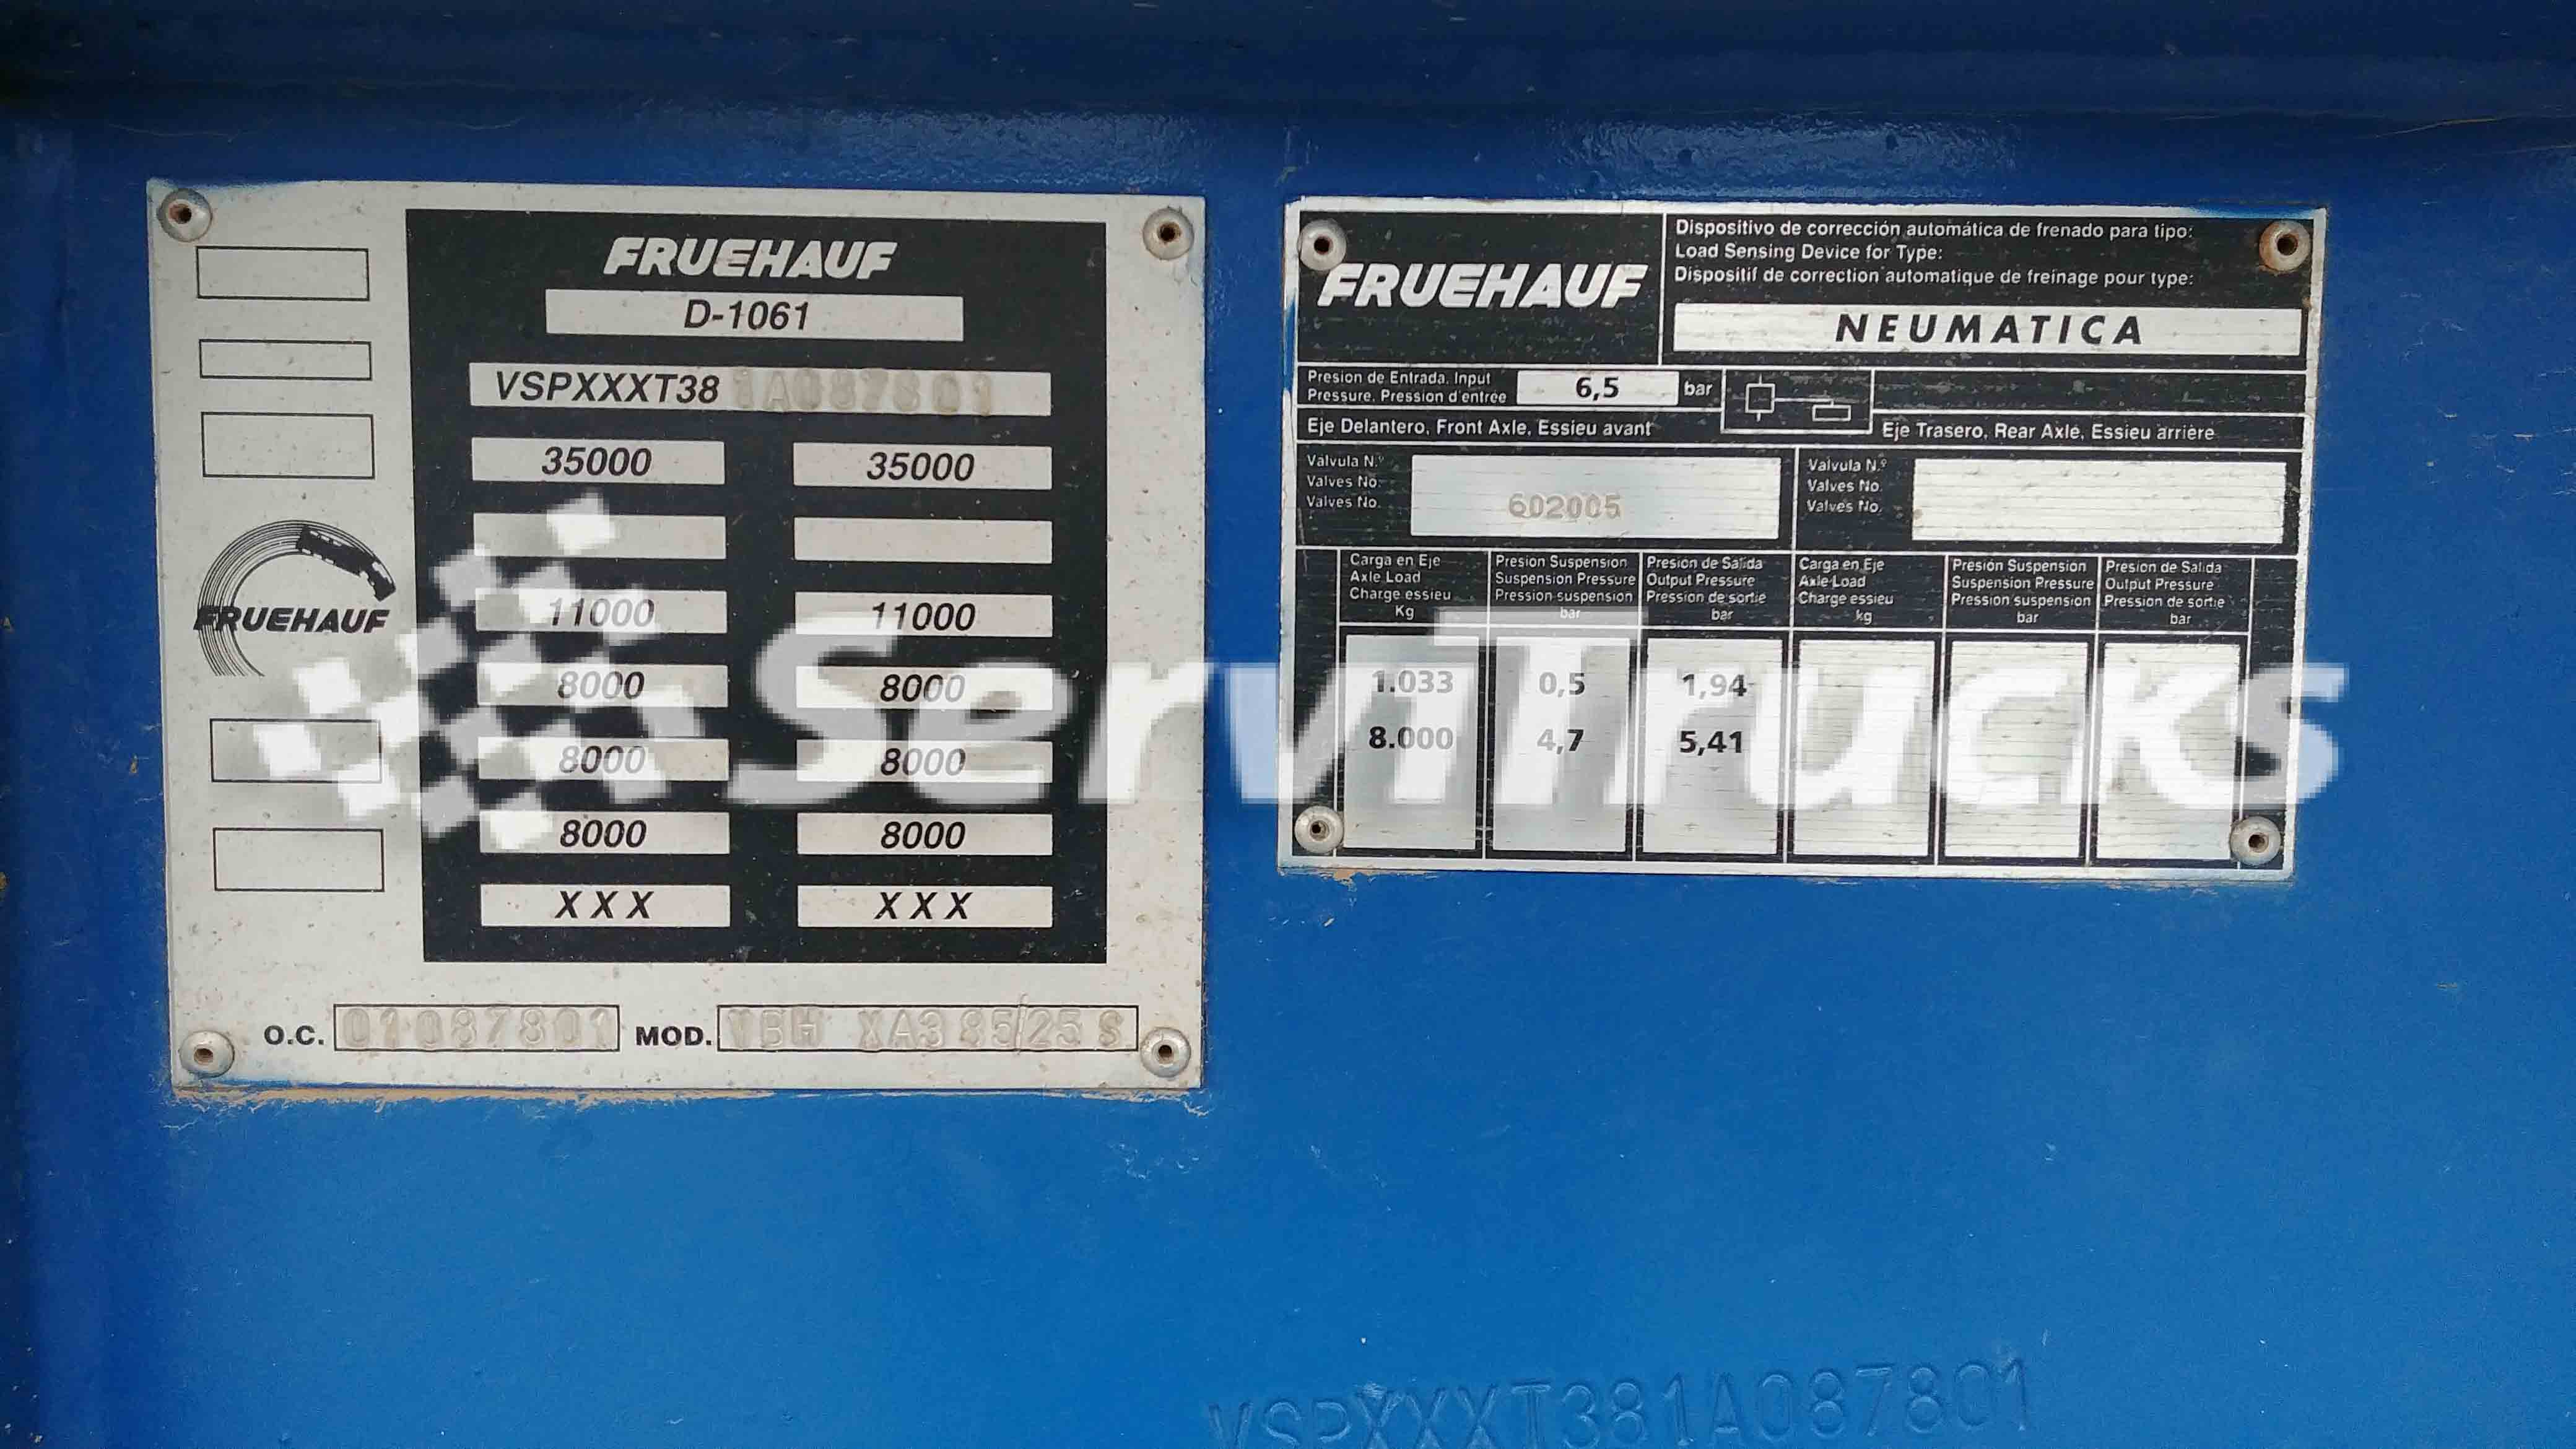 FRUEHAUF
D-1061
VSPXXXT38 1A087801
35000 35000
11000 11000
8000 8000
8000 8000
8000 8000
XXX XXX
FRUEHAUF
O.C. 01087801 MOD. VBH XA385/25 S
FRUEHAUF
Dispositivo de corrección automática de frenado para tipo:
Load Sensing Device for Type:
Dispositif de correction automatique de freinage pour type:
NEUMATICA
Presion de Entrada. Input
Pressure. Pression d'entrée
6,5 bar
Eje Delantero, Front Axle, Essieu avant
Eje Trasero, Rear Axle, Essieu arrière
Valvula N.º
Valves No.
Valves No.
602005
Valvula N.º
Valves No.
Valves No.
Carga en Eje
Axle Load
Charge essieu
Kg
Presion Suspension
Suspension Pressure
Pression suspension
bar
Presion de Salida
Output Pressure
Pression de sortie
bar
Carga en Eje
Axle Load
Charge essieu
kg
Presión Suspension
Suspension Pressure
Pression suspension
bar
Presion de Salida
Output Pressure
Pression de sortie
bar
1.033 0,5 1,94
8.000 4,7 5,41
ServiTrucks
VSPXXXT381A087801